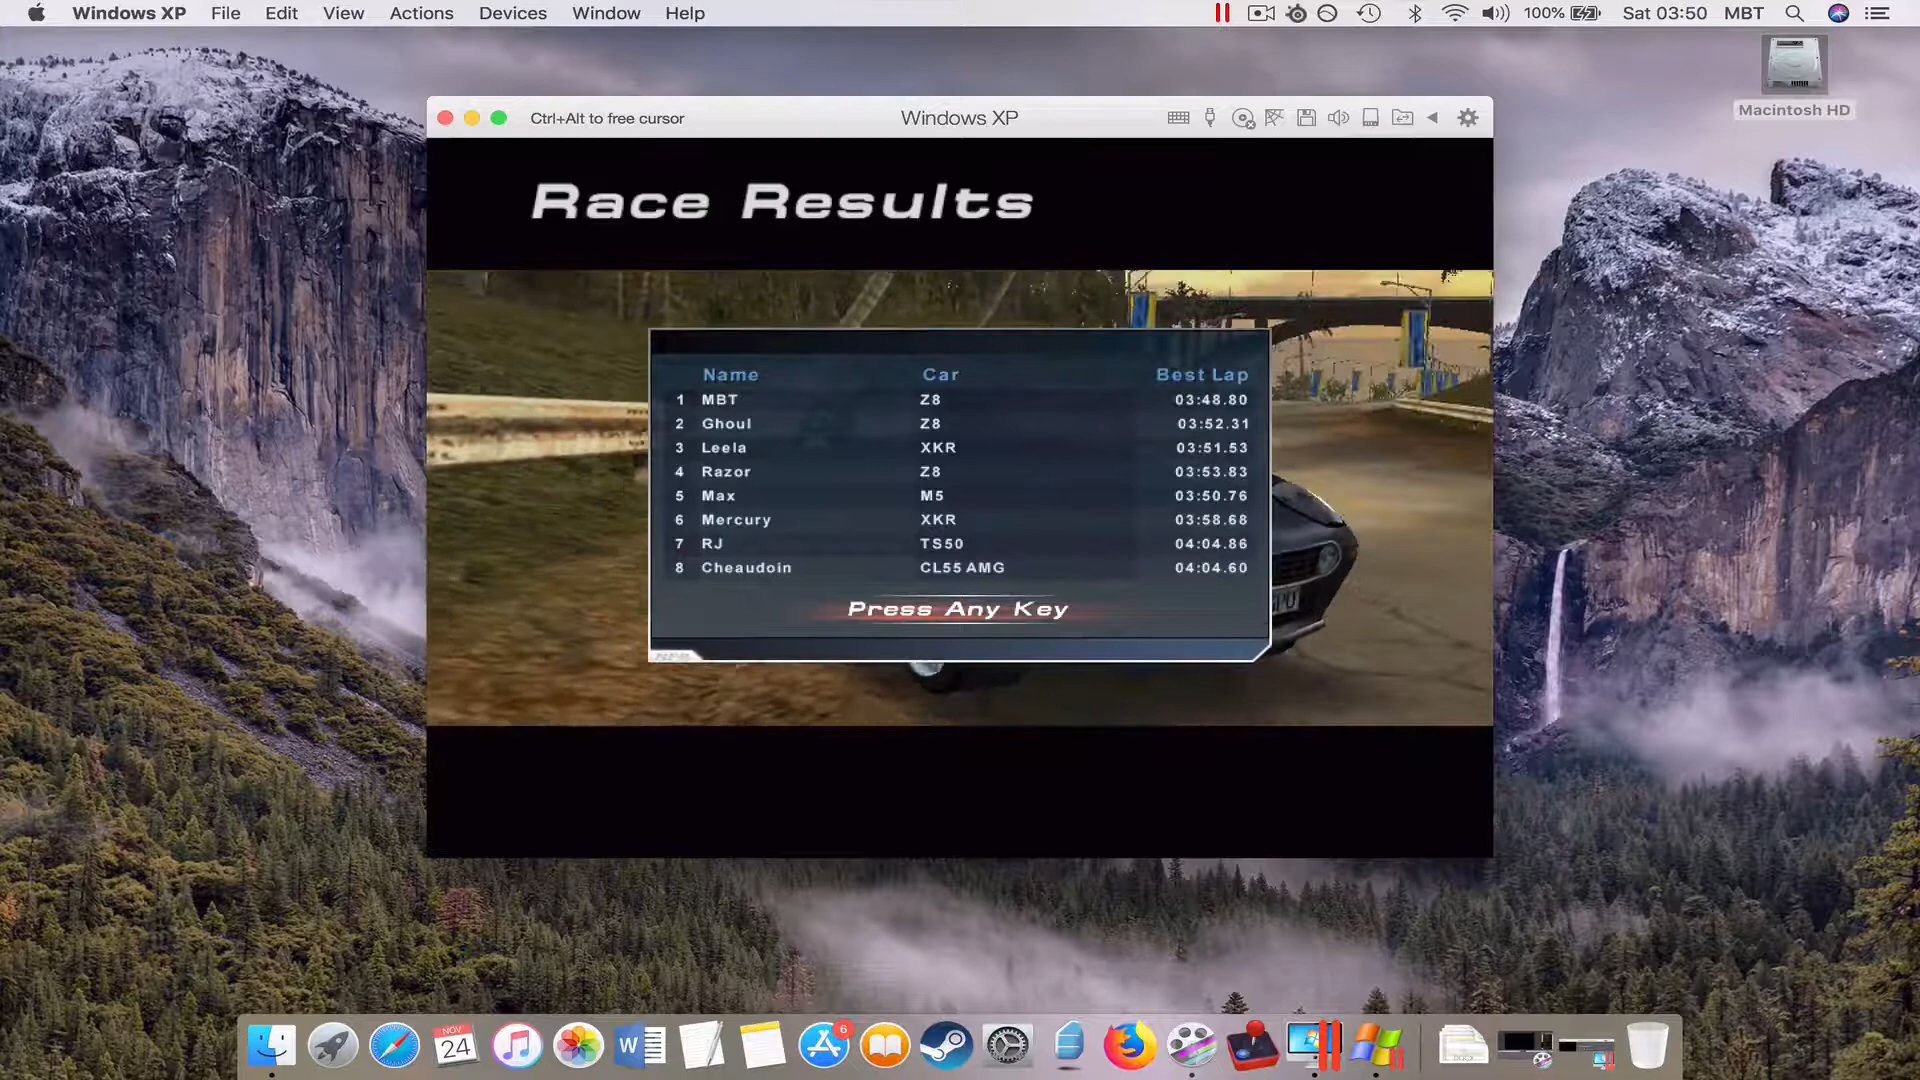 Windows XP File Edit View Actions Devices Window Help 100% Sat 03:50 MBT
Macintosh HD
Ctrl+Alt to free cursor Windows XP
Race Results
Name Car Best Lap
1 MBT Z8 03:48.80
2 Ghoul Z8 03:52.31
3 Leela XKR 03:51.53
4 Razor Z8 03:53.83
5 Max M5 03:50.76
6 Mercury XKR 03:58.68
7 RJ TS50 04:04.86
8 Cheaudoin CL55 AMG 04:04.60
Press Any Key
NOV
24
W
6